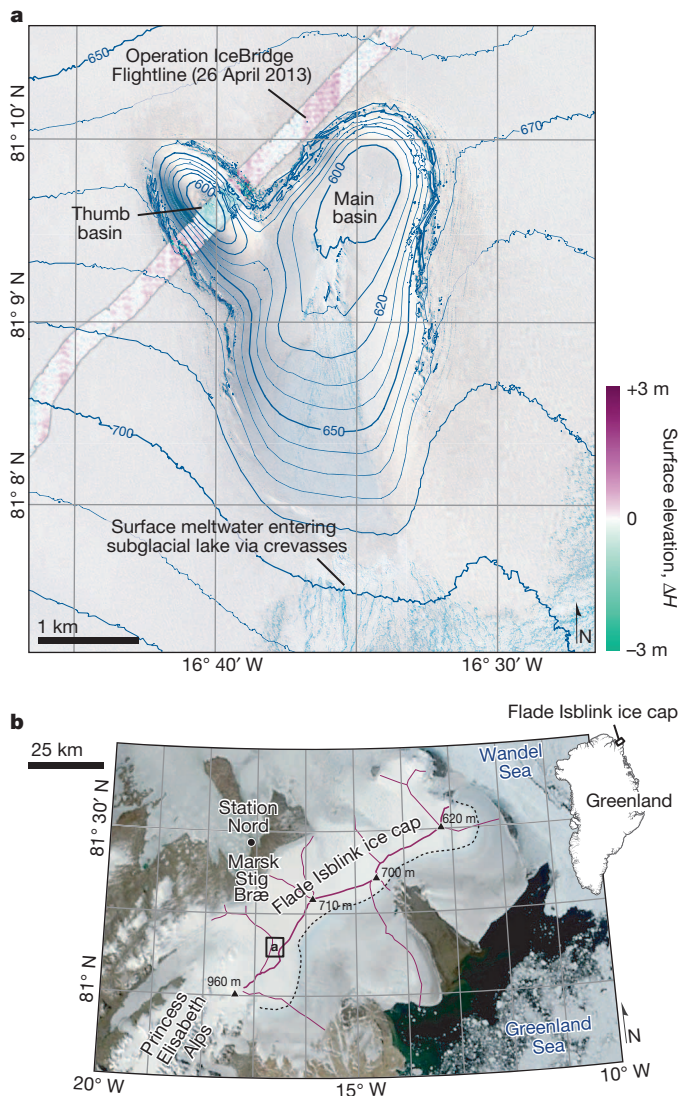 a
650
Operation IceBridge
Flightline (26 April 2013)
81° 10′ N
670
600
600
Thumb
basin
Main
basin
81° 9′ N
620
+3 m
700
650
Surface elevation, ΔH
0
81° 8′ N
Surface meltwater entering
subglacial lake via crevasses
1 km
N
–3 m
16° 40′ W
16° 30′ W
b
25 km
Flade Isblink ice cap
Wandel
Sea
Greenland
81° 30′ N
Station
Nord
620 m
Flade Isblink ice cap
Marsk
Stig
Bræ
700 m
710 m
a
81° N
960 m
Princess
Elisabeth
Alps
Greenland
Sea
N
20° W
15° W
10° W